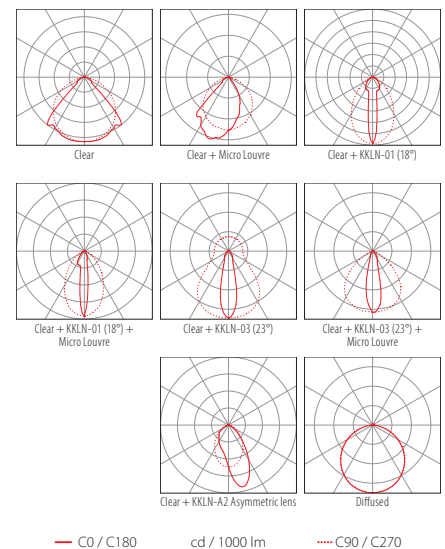 Clear
Clear + Micro Louvre
Clear + KKLN-01 (18°)
Clear + KKLN-01 (18°) +
Micro Louvre
Clear + KKLN-03 (23°)
Clear + KKLN-03 (23°) +
Micro Louvre
Clear + KKLN-A2 Asymmetric lens
Diffused
C0 / C180 cd / 1000 lm C90 / C270